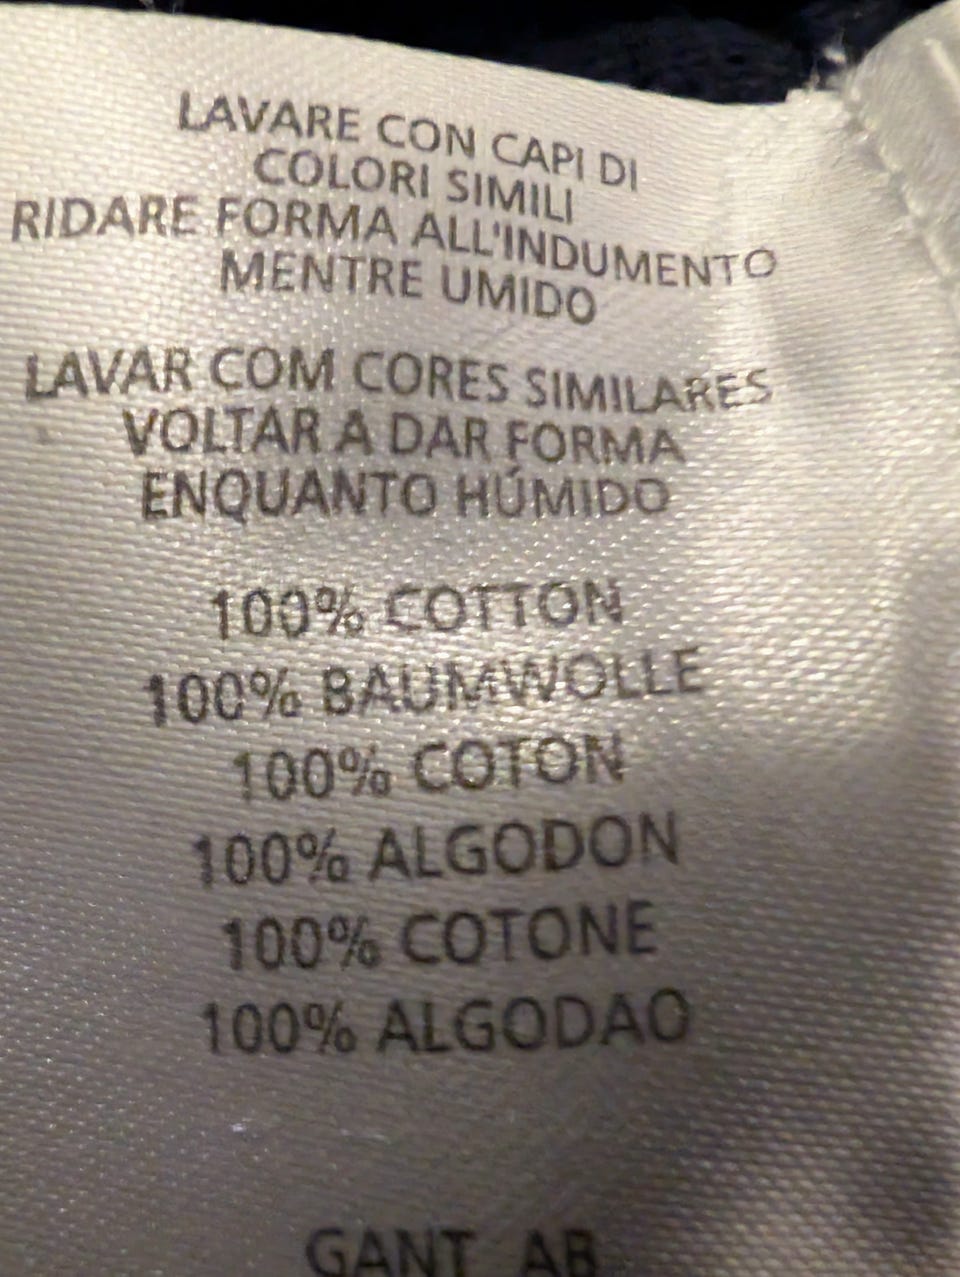 LAVARE CON CAPI DI
COLORI SIMILI
RIDARE FORMA ALL'INDUMENTO
MENTRE UMIDO
LAVAR COM CORES SIMILARES
VOLTAR A DAR FORMA
ENQUANTO HÚMIDO
100% COTTON
100% BAUMWOLLE
100% COTON
100% ALGODON
100% COTONE
100% ALGODAO
GANT AB